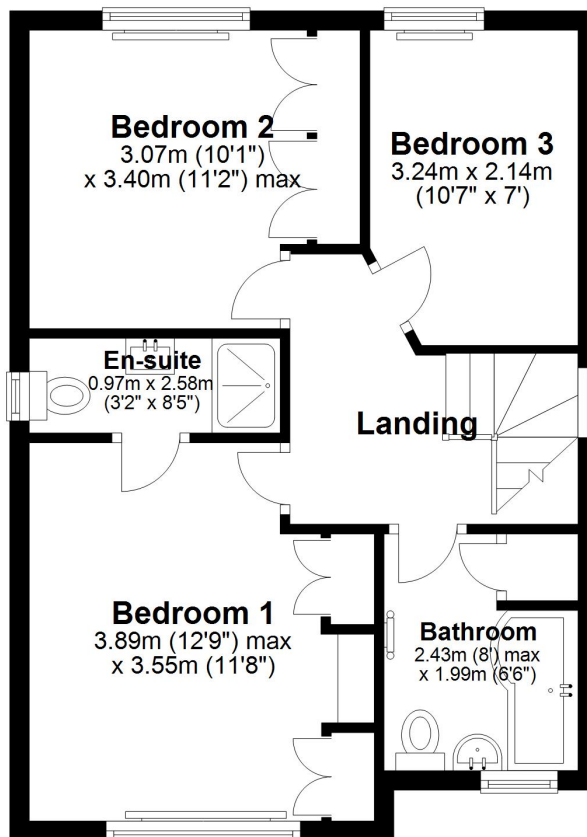 Bedroom 2
3.07m (10'1")
x 3.40m (11'2") max
Bedroom 3
3.24m x 2.14m
(10'7" x 7')
En-suite
0.97m x 2.58m
(3'2" x 8'5")
Landing
Bedroom 1
3.89m (12'9") max
x 3.55m (11'8")
Bathroom
2.43m (8') max
x 1.99m (6'6")